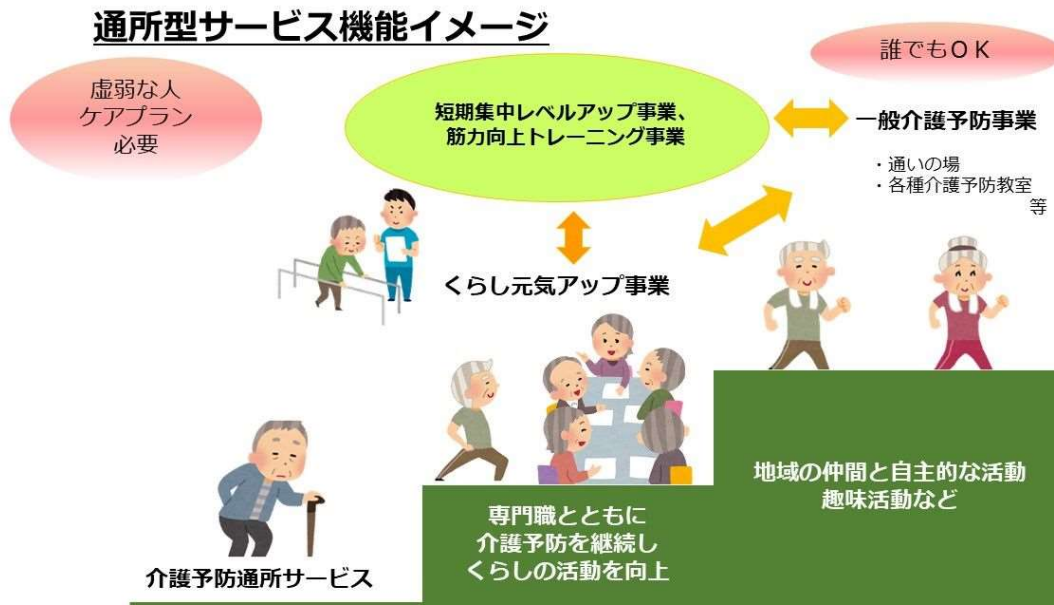 通所型サービス機能イメージ
虚弱な人
ケアプラン
必要
短期集中レベルアップ事業、
筋力向上トレーニング事業
誰でもOK
一般介護予防事業
・通いの場
・各種介護予防教室
等
くらし元気アップ事業
地域の仲間と自主的な活動
趣味活動など
専門職とともに
介護予防を継続し
くらしの活動を向上
介護予防通所サービス